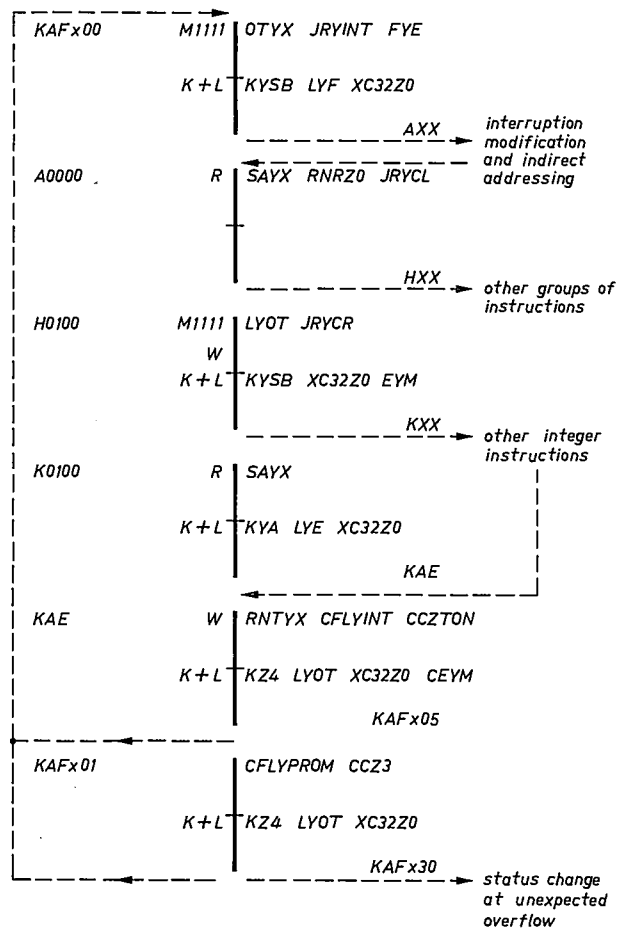 KAFx00 M1111 OTYX JRYINT FYE
K+L KYSB LYF XC32Z0
AXX interruption
modification
and indirect
addressing
A0000 R SAYX RNRZ0 JRYCL
HXX other groups of
instructions
H0100 M1111 LYOT JRYCR
W
K+L KYSB XC32Z0 EYM
KXX other integer
instructions
K0100 R SAYX
K+L KYA LYE XC32Z0
KAE
KAE W RNTYX CFLYINT CCZTON
K+L KZ4 LYOT XC32Z0 CEYM
KAFx05
KAFx01 CFLYPROM CCZ3
K+L KZ4 LYOT XC32Z0
KAFx30 status change
at unexpected
overflow